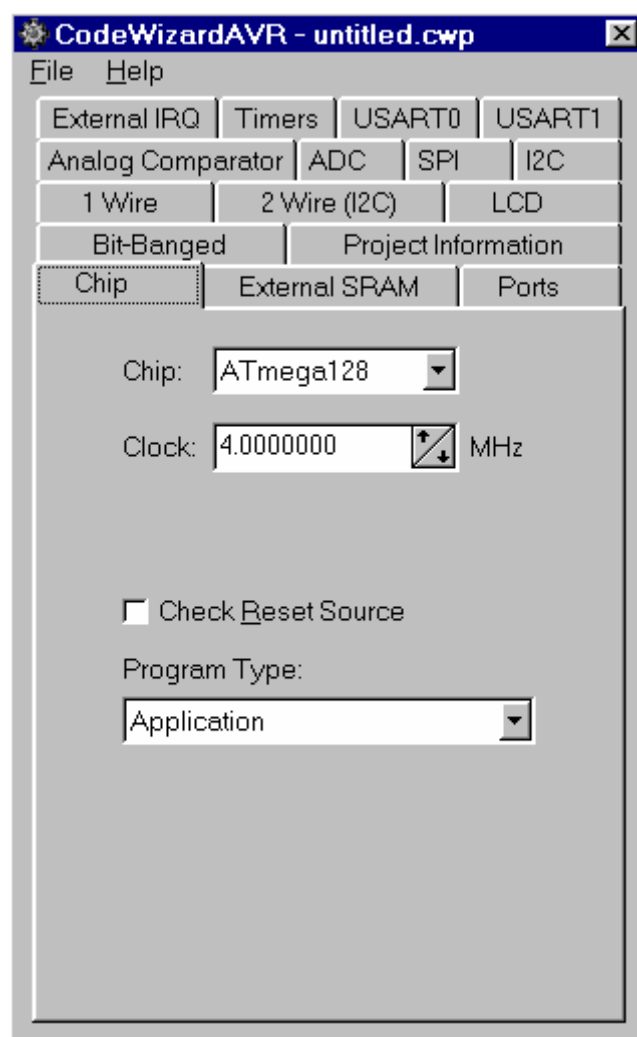 CodeWizardAVR - untitled.cwp
File Help
External IRQ Timers USART0 USART1
Analog Comparator ADC SPI I2C
1 Wire 2 Wire (I2C) LCD
Bit-Banged Project Information
Chip External SRAM Ports
Chip: ATmega128
Clock: 4.0000000 MHz
Check Reset Source
Program Type:
Application